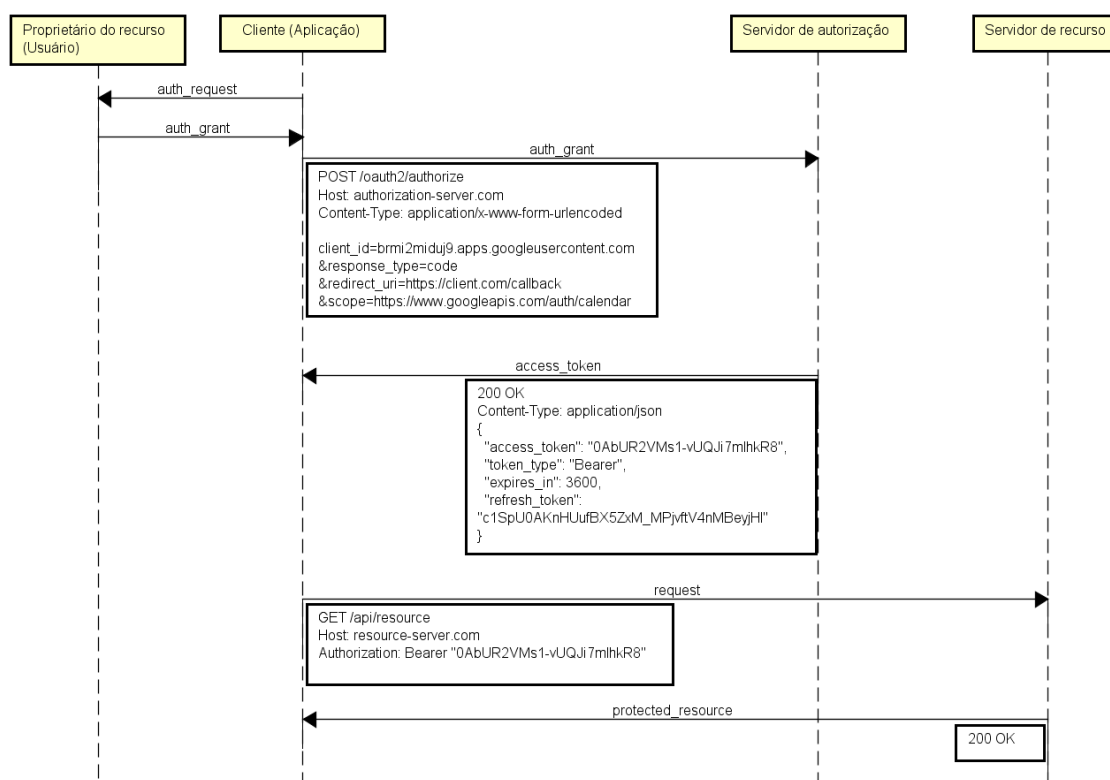 Proprietário do recurso
(Usuário)
Cliente (Aplicação)
Servidor de autorização
Servidor de recurso
auth_request
auth_grant
auth_grant
POST /oauth2/authorize
Host: authorization-server.com
Content-Type: application/x-www-form-urlencoded
client_id=brmi2miduj9.apps.googleusercontent.com
&response_type=code
&redirect_uri=https://client.com/callback
&scope=https://www.googleapis.com/auth/calendar
access_token
200 OK
Content-Type: application/json
{
"access_token": "0AbUR2VMs1-vUQJi7mlhkR8",
"token_type": "Bearer",
"expires_in": 3600,
"refresh_token":
"c1SpU0AKnHUufBX5ZxM_MPjvftV4nMBeyjHl"
}
request
GET /api/resource
Host: resource-server.com
Authorization: Bearer "0AbUR2VMs1-vUQJi7mlhkR8"
protected_resource
200 OK